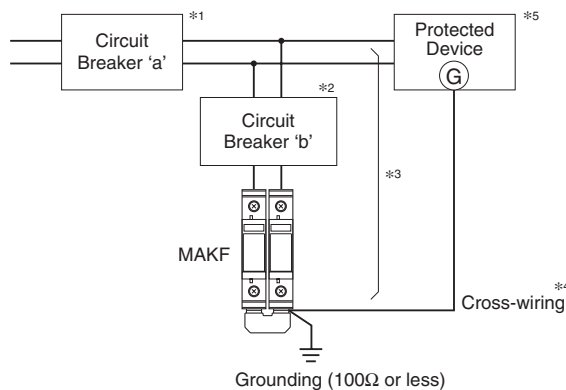 *1
Circuit
Breaker ‘a’
Protected
Device
*5
G
*2
Circuit
Breaker ‘b’
*3
MAKF
*4
Cross-wiring
Grounding (100Ω or less)